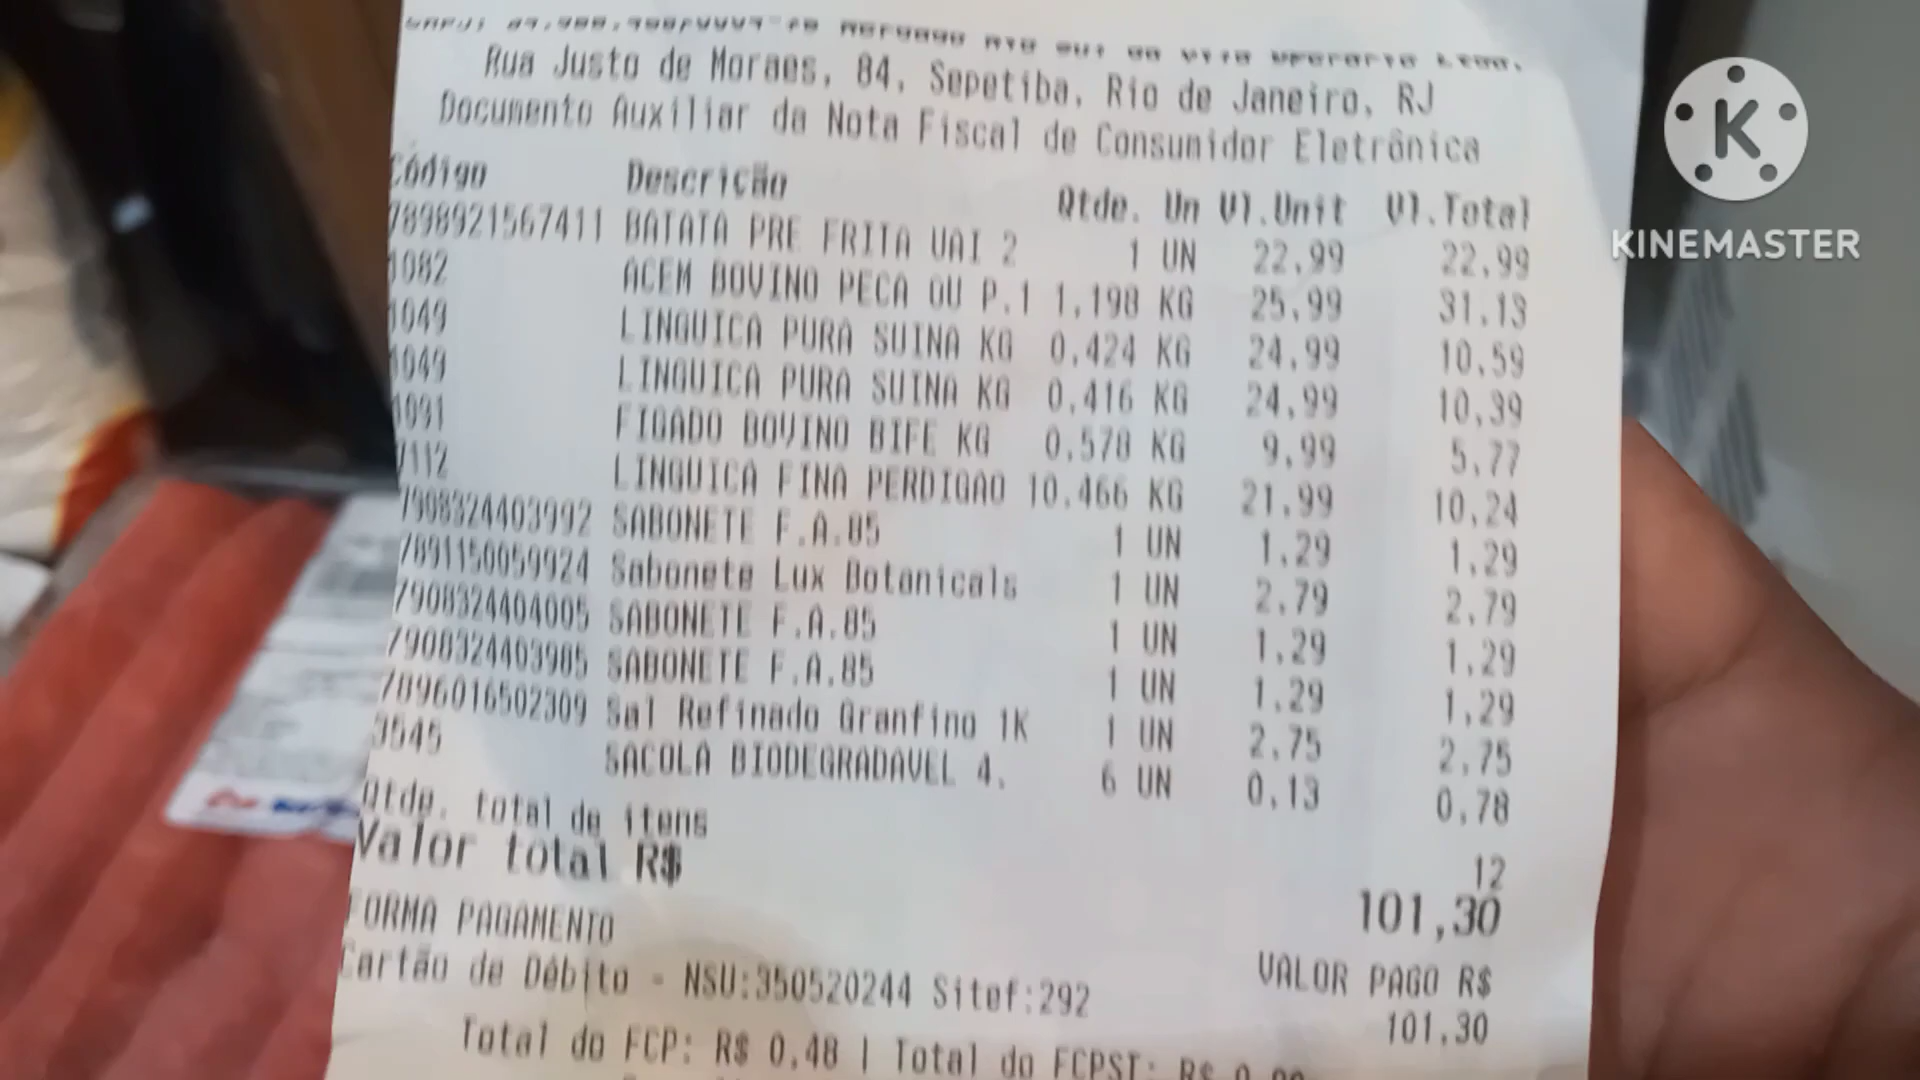 Rua Justo de Moraes, 84, Sepetiba, Rio de Janeiro, RJ
Documento Auxiliar da Nota Fiscal de Consumidor Eletrônica
Código Descrição Qtde. Un Vl.Unit Vl.Total
7898921567411 BATATA PRE FRITA VAI 2 1 UN 22,99 22,99
1082 ACEM BOVINO PECA OU P.1 1,198 KG 25,99 31,13
1049 LINGUICA PURA SUINA KG 0,424 KG 24,99 10,59
1049 LINGUICA PURA SUINA KG 0,416 KG 24,99 10,39
1091 FIGADO BOVINO BIFE KG 0,578 KG 9,99 5,77
7112 LINGUICA FINA PERDIGAO 10,466 KG 21,99 10,24
7908324403992 SABONETE F.A.85 1 UN 1,29 1,29
7891150059924 Sabonete Lux Botanicals 1 UN 2,79 2,79
7908324404005 SABONETE F.A.85 1 UN 1,29 1,29
7908324403985 SABONETE F.A.85 1 UN 1,29 1,29
7896016502309 Sal Refinado Granfino 1K 1 UN 2,75 2,75
3545 SACOLA BIODEGRADAVEL 4. 6 UN 0,13 0,78
Qtde. total de itens 12
Valor total R$ 101,30
FORMA PAGAMENTO VALOR PAGO R$
Cartão de Débito - NSU:350520244 Sitef:292 101,30
Total do FCP: R$ 0,48 | Total do FCPST: R$
KINEMASTER